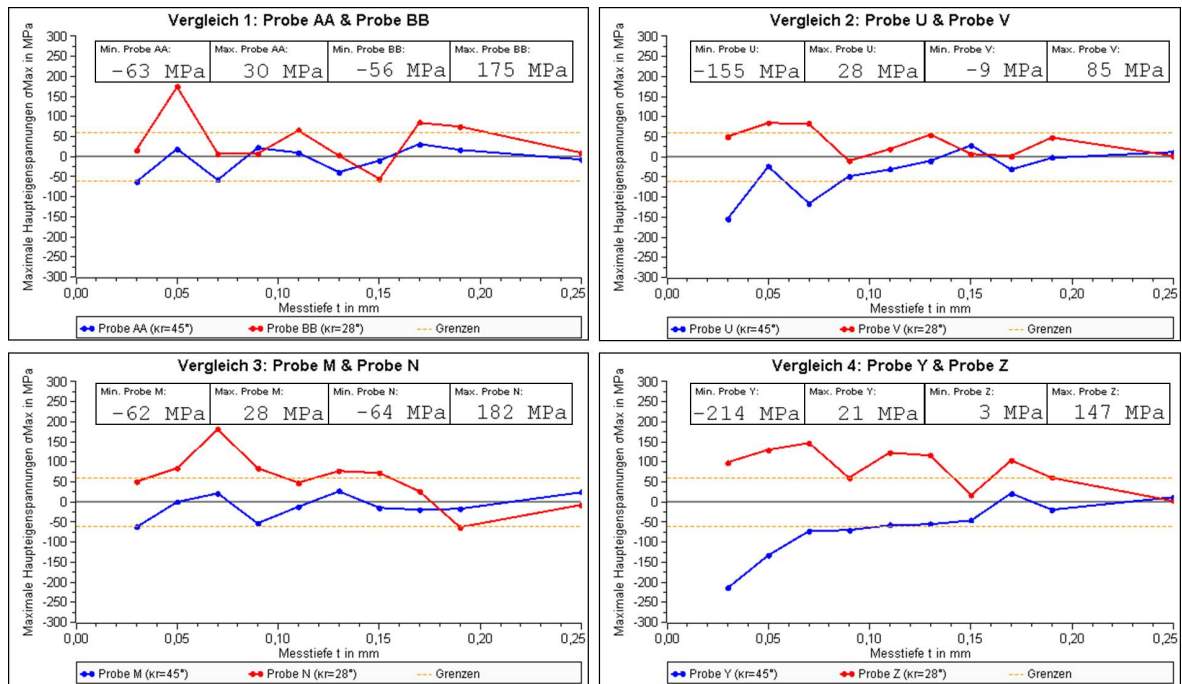 Vergleich 1: Probe AA & Probe BB
Maximale Haupteigenspannungen σMax in MPa
300
250
200
150
100
50
0
-50
-100
-150
-200
-250
-300
Min. Probe AA: Max. Probe AA: Min. Probe BB: Max. Probe BB:
-63 MPa 30 MPa -56 MPa 175 MPa
0,00 0,05 0,10 0,15 0,20 0,25
Messtiefe t in mm
Probe AA (κr=45°) Probe BB (κr=28°) Grenzen
Vergleich 2: Probe U & Probe V
Maximale Haupteigenspannungen σMax in MPa
300
250
200
150
100
50
0
-50
-100
-150
-200
-250
-300
Min. Probe U: Max. Probe U: Min. Probe V: Max. Probe V:
-155 MPa 28 MPa -9 MPa 85 MPa
0,00 0,05 0,10 0,15 0,20 0,25
Messtiefe t in mm
Probe U (κr=45°) Probe V (κr=28°) Grenzen
Vergleich 3: Probe M & Probe N
Maximale Haupteigenspannungen σMax in MPa
300
250
200
150
100
50
0
-50
-100
-150
-200
-250
-300
Min. Probe M: Max. Probe M: Min. Probe N: Max. Probe N:
-62 MPa 28 MPa -64 MPa 182 MPa
0,00 0,05 0,10 0,15 0,20 0,25
Messtiefe t in mm
Probe M (κr=45°) Probe N (κr=28°) Grenzen
Vergleich 4: Probe Y & Probe Z
Maximale Haupteigenspannungen σMax in MPa
300
250
200
150
100
50
0
-50
-100
-150
-200
-250
-300
Min. Probe Y: Max. Probe Y: Min. Probe Z: Max. Probe Z:
-214 MPa 21 MPa 3 MPa 147 MPa
0,00 0,05 0,10 0,15 0,20 0,25
Messtiefe t in mm
Probe Y (κr=45°) Probe Z (κr=28°) Grenzen